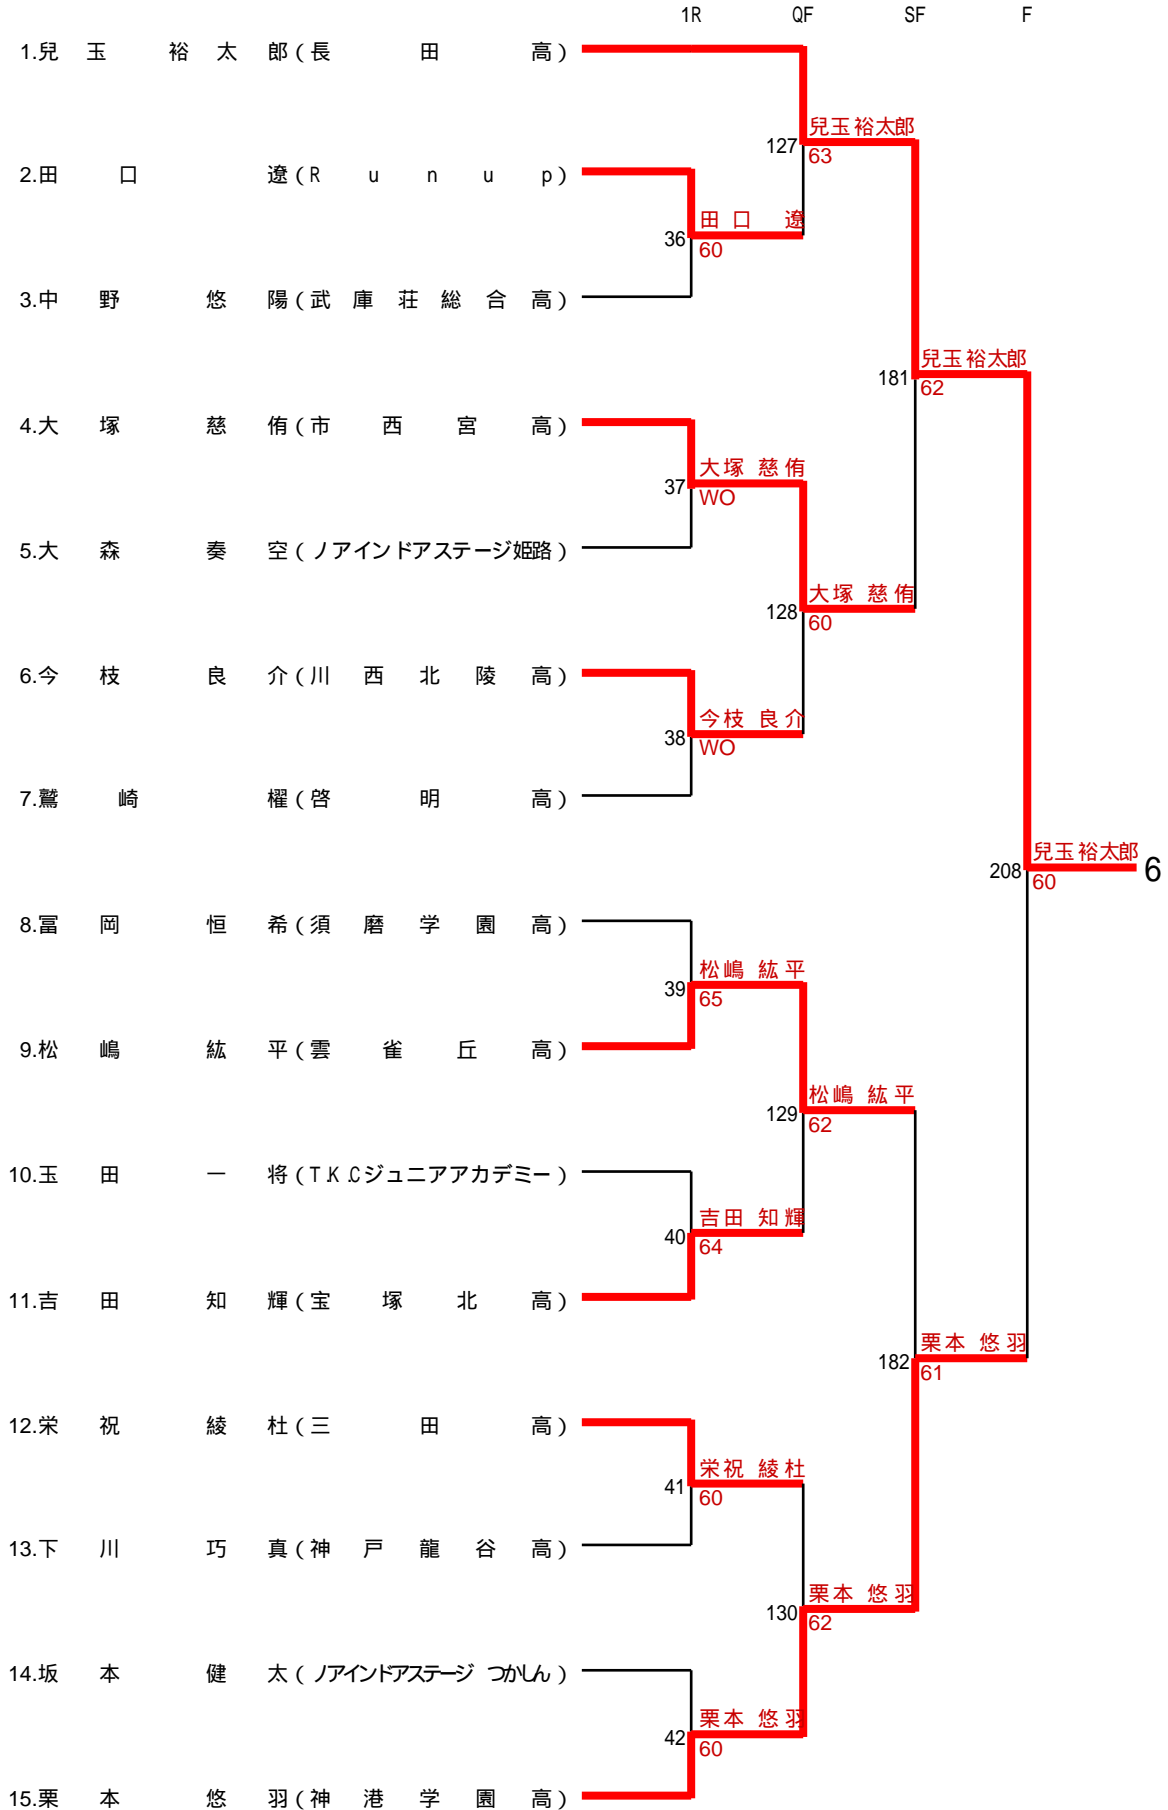 1R QF SF F
1.兒玉 裕太郎(長田高)
兒玉裕太郎
127
63
2.田口 遼(Runup)
田口 遼
36
60
3.中野 悠陽(武庫荘総合高)
兒玉裕太郎
181
62
4.大塚 慈侑(市西宮高)
大塚 慈侑
37
WO
5.大森 奏空(ノアインドアステージ姫路)
大塚 慈侑
128
60
6.今枝 良介(川西北陵高)
今枝 良介
38
WO
7.鷲崎 櫂(啓明高)
兒玉裕太郎
208
60
6
8.冨岡 恒希(須磨学園高)
松嶋 紘平
39
65
9.松嶋 紘平(雲雀丘高)
松嶋 紘平
129
62
10.玉田 一将(T.K.Cジュニアアカデミー)
吉田 知輝
40
64
11.吉田 知輝(宝塚北高)
栗本 悠羽
182
61
12.栄祝 綾杜(三田高)
栄祝 綾杜
41
60
13.下川 巧真(神戸龍谷高)
栗本 悠羽
130
62
14.坂本 健太(ノアインドアステージ つかしん)
栗本 悠羽
42
60
15.栗本 悠羽(神港学園高)